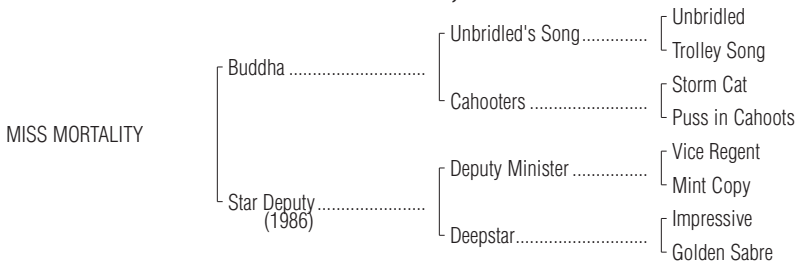 Unbridled
Unbridled's Song..............
Trolley Song
Buddha .............................
Storm Cat
Cahooters .........................
Puss in Cahoots
MISS MORTALITY
Vice Regent
Deputy Minister ................
Mint Copy
Star Deputy.......................
(1986)
Impressive
Deepstar............................
Golden Sabre